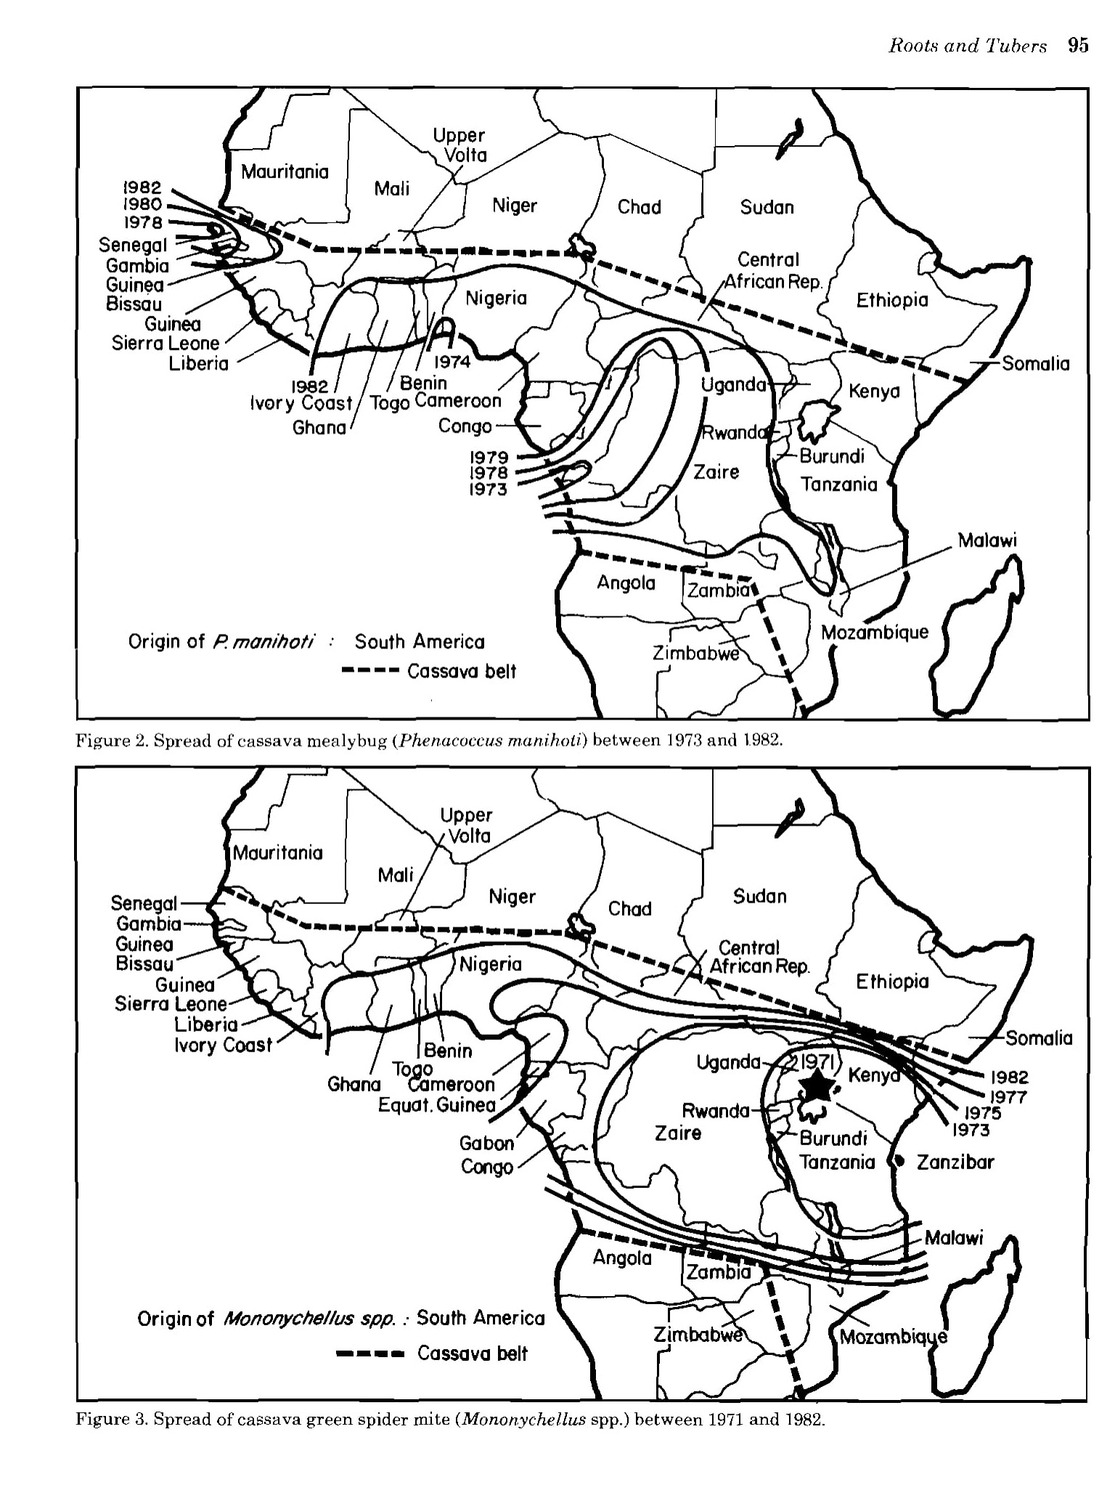 Roots and Tubers 95
Upper
Volta
Mauritania
Mali
Niger
Chad
Sudan
1982
1980
1978
Senegal
Gambia
Guinea
Bissau
Guinea
Sierra Leone
Liberia
Central
African Rep.
Nigeria
Ethiopia
Somalia
1974
1982
Benin
Ivory Coast
Togo
Cameroon
Ghana
Congo
Uganda
Kenya
Rwanda
1979
1978
1973
Zaire
Burundi
Tanzania
Malawi
Angola
Zambia
Zimbabwe
Mozambique
Origin of P. manihoti : South America
Cassava belt
Figure 2. Spread of cassava mealybug (Phenacoccus manihoti) between 1973 and 1982.
Upper
Volta
Mauritania
Mali
Niger
Chad
Sudan
Senegal
Gambia
Guinea
Bissau
Guinea
Sierra Leone
Liberia
Ivory Coast
Central
African Rep.
Nigeria
Ethiopia
Somalia
Benin
Togo
Ghana
Cameroon
Equat. Guinea
Gabon
Congo
Uganda
1971
Kenya
1982
1977
1975
1973
Rwanda
Zaire
Burundi
Tanzania
Zanzibar
Malawi
Angola
Zambia
Zimbabwe
Mozambique
Origin of Mononychellus spp. : South America
Cassava belt
Figure 3. Spread of cassava green spider mite (Mononychellus spp.) between 1971 and 1982.